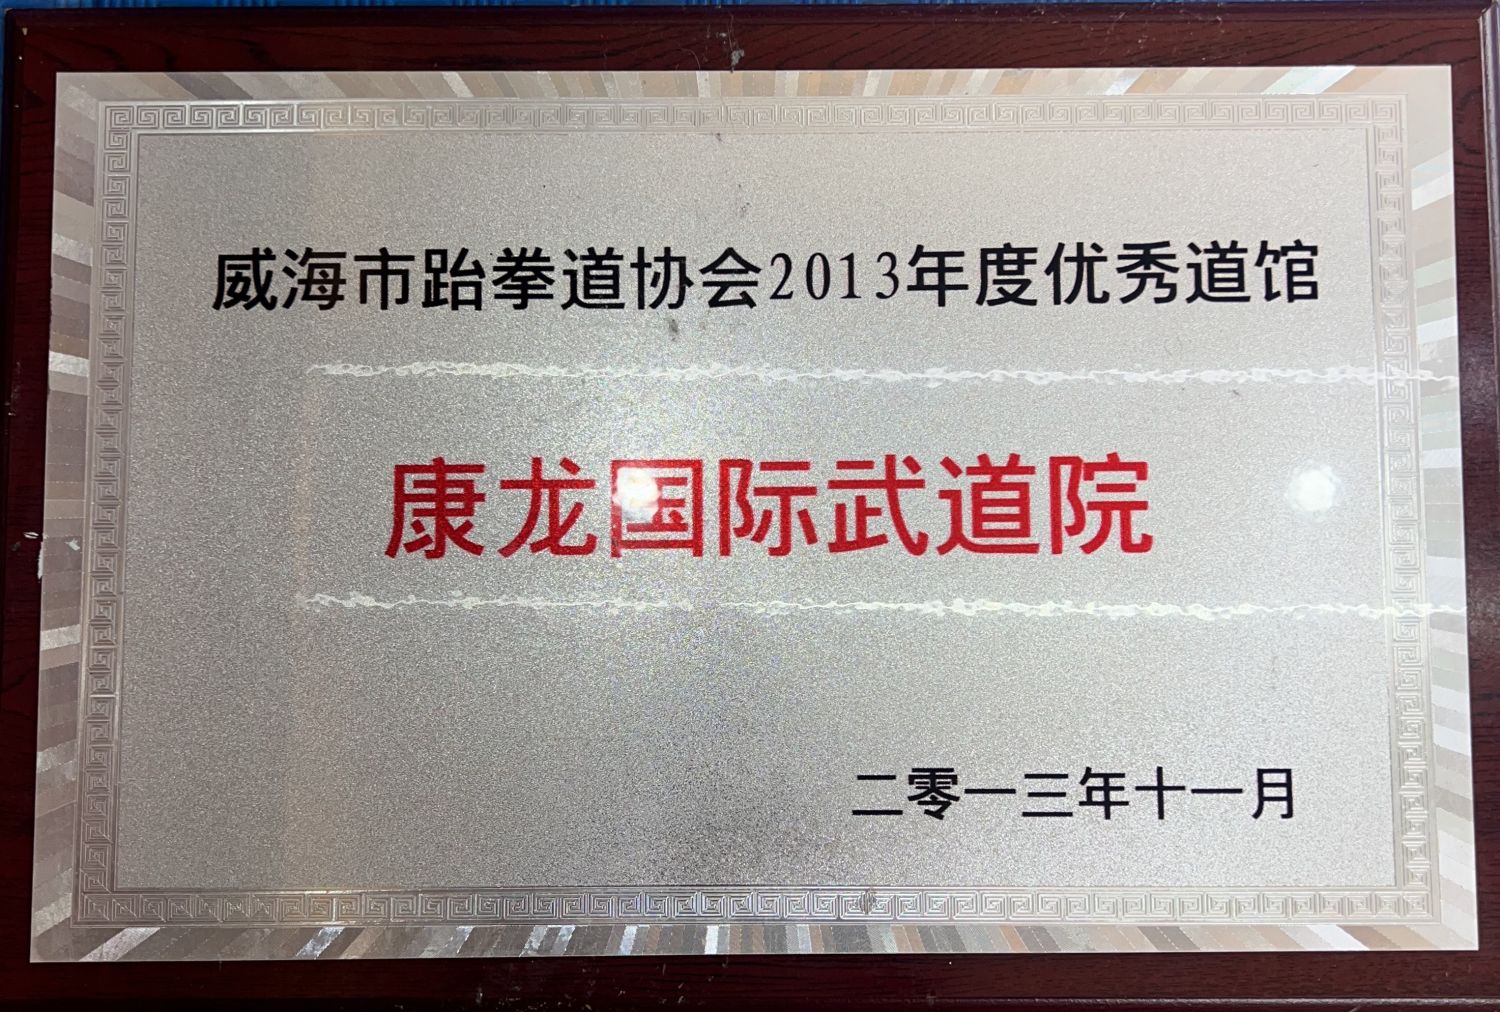 威海市跆拳道协会2013年度优秀道馆
康龙国际武道院
二零一三年十一月